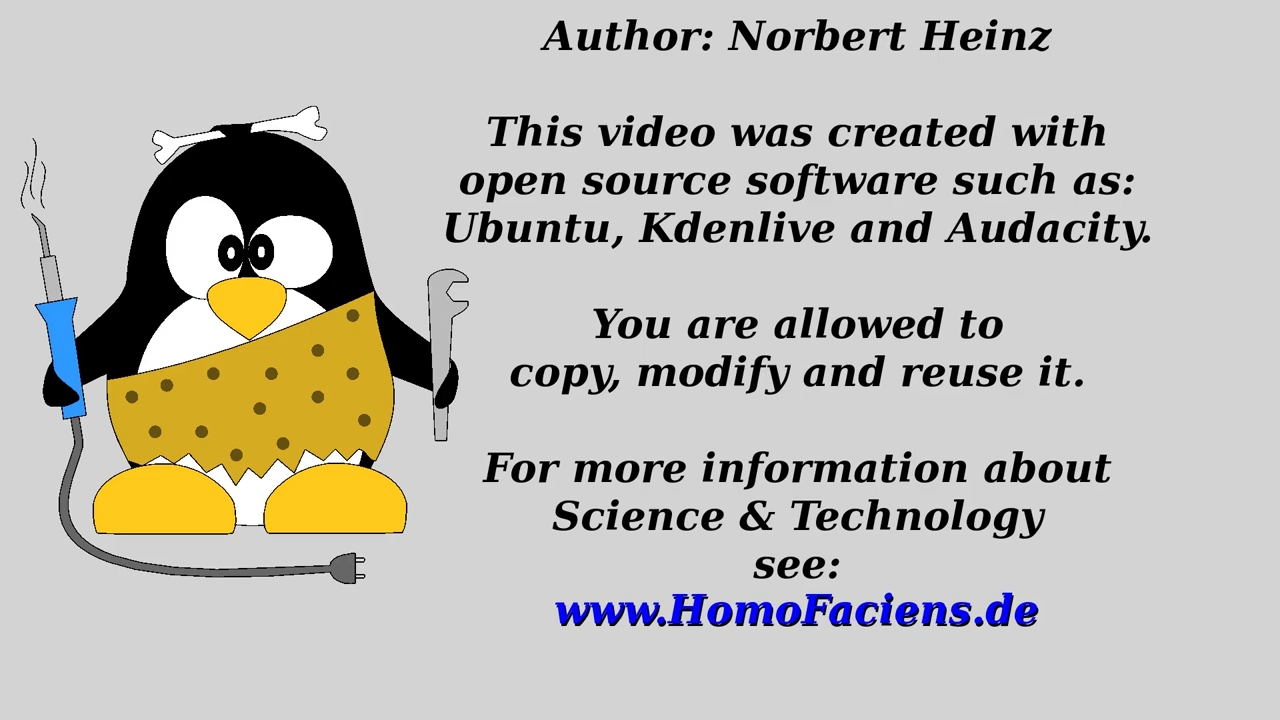 Author: Norbert Heinz
This video was created with
open source software such as:
Ubuntu, Kdenlive and Audacity.
You are allowed to
copy, modify and reuse it.
For more information about
Science & Technology
see:
www.HomoFaciens.de